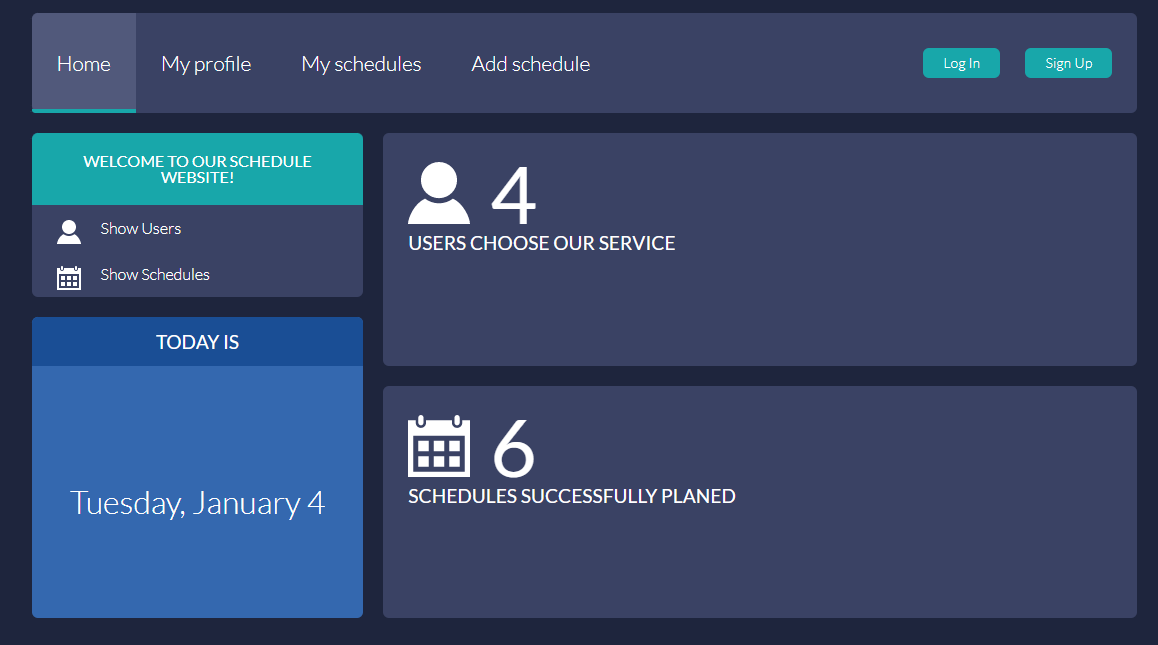 Home
My profile
My schedules
Add schedule
Log In
Sign Up
WELCOME TO OUR SCHEDULE
WEBSITE!
Show Users
Show Schedules
TODAY IS
Tuesday, January 4
4
USERS CHOOSE OUR SERVICE
6
SCHEDULES SUCCESSFULLY PLANED